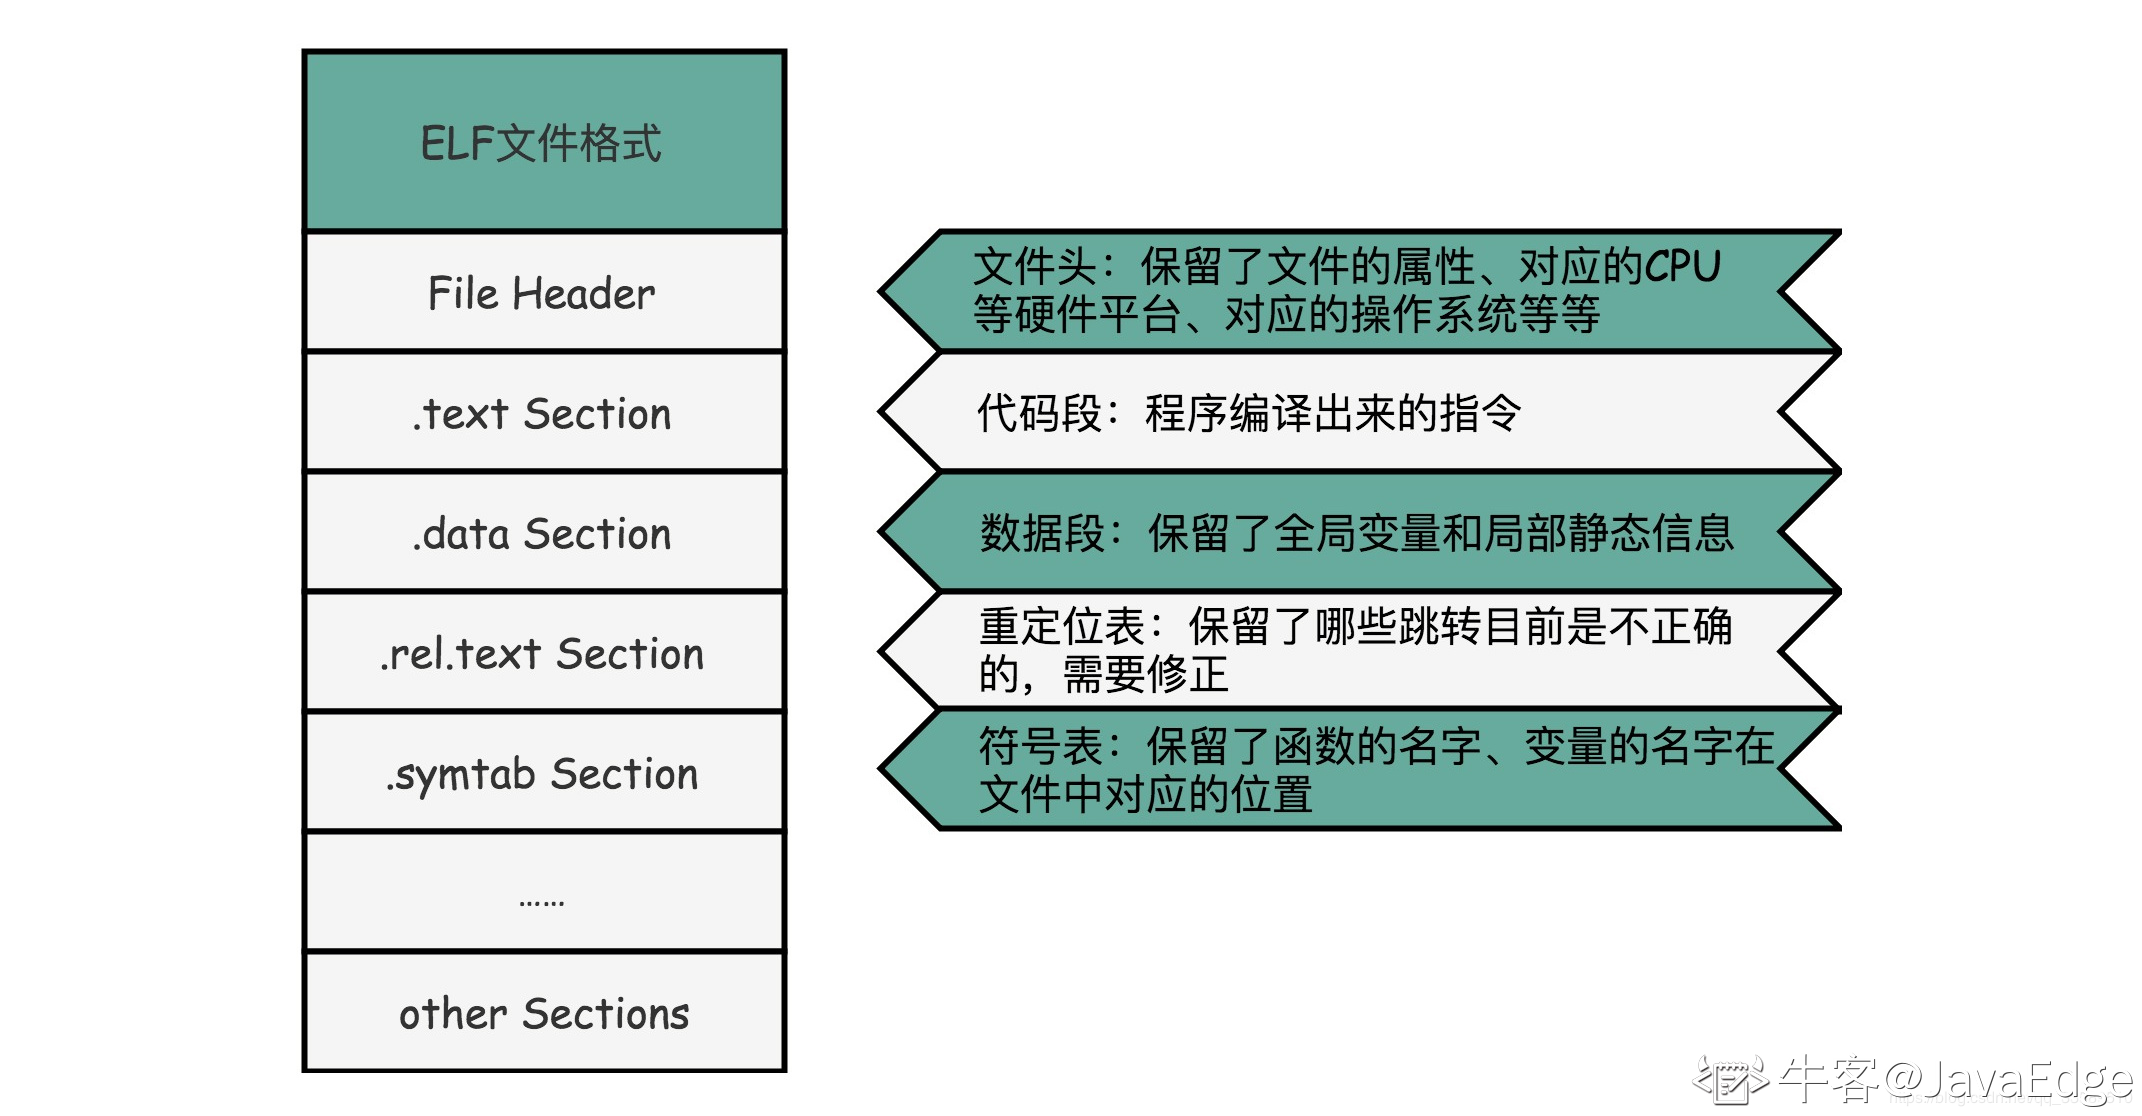 ELF文件格式
File Header
文件头：保留了文件的属性、对应的CPU
等硬件平台、对应的操作系统等等
.text Section
代码段：程序编译出来的指令
.data Section
数据段：保留了全局变量和局部静态信息
.rel.text Section
重定位表：保留了哪些跳转目前是不正确
的，需要修正
.symtab Section
符号表：保留了函数的名字、变量的名字在
文件中对应的位置
……
other Sections
牛客@JavaEdge